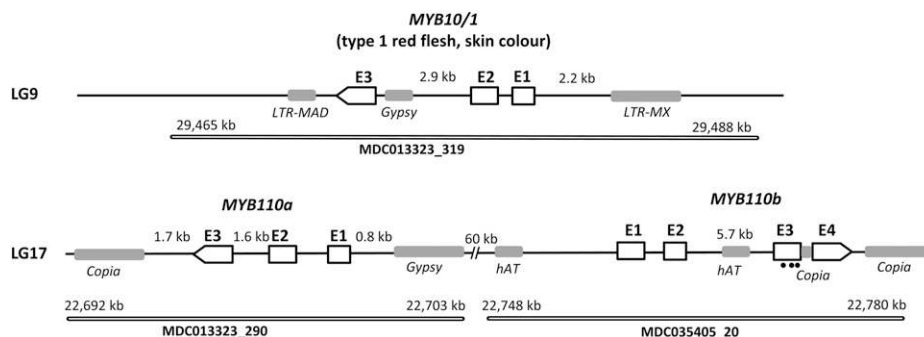 MYB10/1
(type 1 red flesh, skin colour)
LG9 E3 2.9 kb E2 E1 2.2 kb
LTR-MAD Gypsy LTR-MX
29,465 kb 29,488 kb
MDC013323_319
MYB110a MYB110b
LG17 1.7 kb E3 1.6 kb E2 E1 0.8 kb 60 kb E1 E2 5.7 kb E3 E4
Copia Gypsy hAT hAT Copia Copia
22,692 kb 22,703 kb 22,748 kb 22,780 kb
MDC013323_290 MDC035405_20